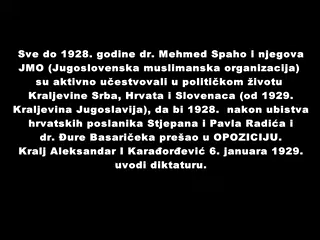 Sve do 1928. godine dr. Mehmed Spaho i njegova
JMO (Jugoslovenska muslimanska organizacija)
su aktivno učestvovali u političkom životu
Kraljevine Srba, Hrvata i Slovenaca (od 1929.
Kraljevina Jugoslavija), da bi 1928.  nakon ubistva
hrvatskih poslanika Stjepana i Pavla Radića i
dr. Đure Basaričeka prešao u OPOZICIJU.
Kralj Aleksandar I Karađorđević 6. januara 1929.
uvodi diktaturu.